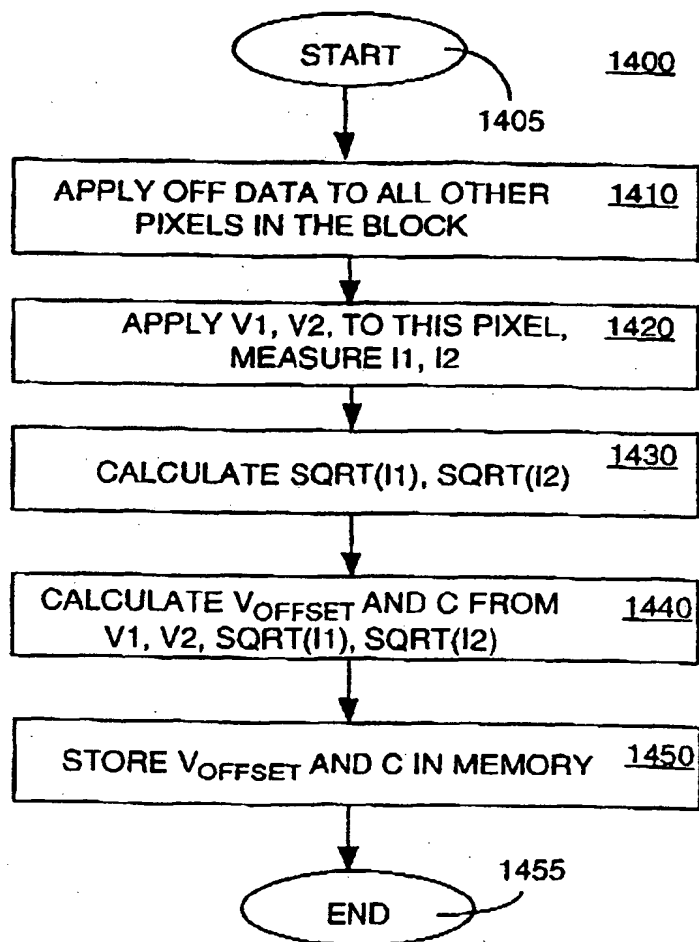 START
1400
1405
APPLY OFF DATA TO ALL OTHER
PIXELS IN THE BLOCK
1410
APPLY V1, V2, TO THIS PIXEL,
MEASURE I1, I2
1420
CALCULATE SQRT(I1), SQRT(I2)
1430
CALCULATE VOFFSET AND C FROM
V1, V2, SQRT(I1), SQRT(I2)
1440
STORE VOFFSET AND C IN MEMORY
1450
1455
END